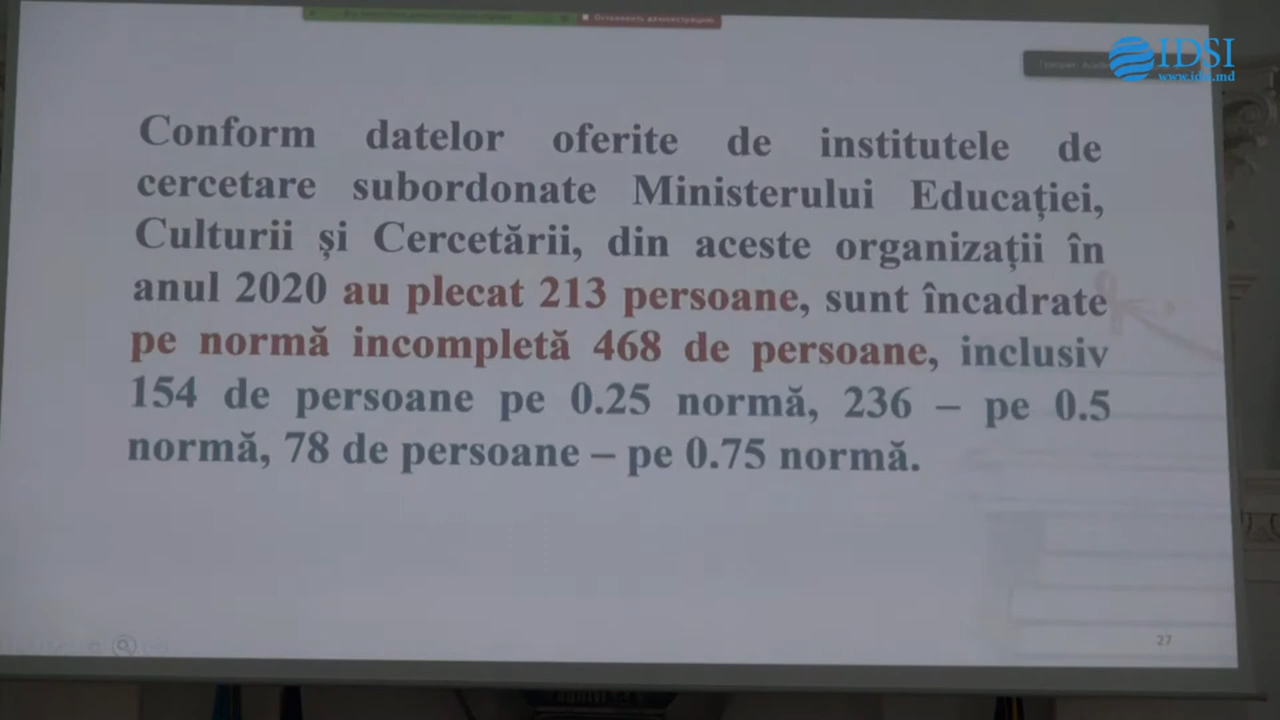 Остановить демонстрацию
IDSI
www.idsi.md
Conform datelor oferite de institutele de
cercetare subordonate Ministerului Educației,
Culturii și Cercetării, din aceste organizații în
anul 2020 au plecat 213 persoane, sunt încadrate
pe normă incompletă 468 de persoane, inclusiv
154 de persoane pe 0.25 normă, 236 – pe 0.5
normă, 78 de persoane – pe 0.75 normă.
27